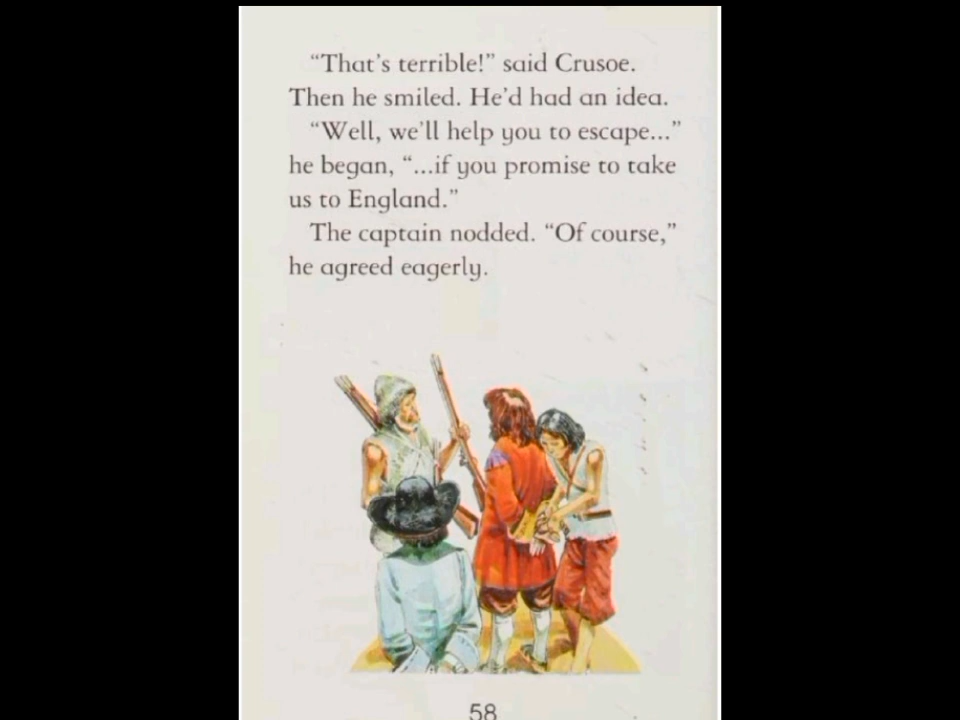 “That’s terrible!” said Crusoe.
Then he smiled. He’d had an idea.
“Well, we’ll help you to escape...”
he began, “...if you promise to take
us to England.”
The captain nodded. “Of course,”
he agreed eagerly.
58